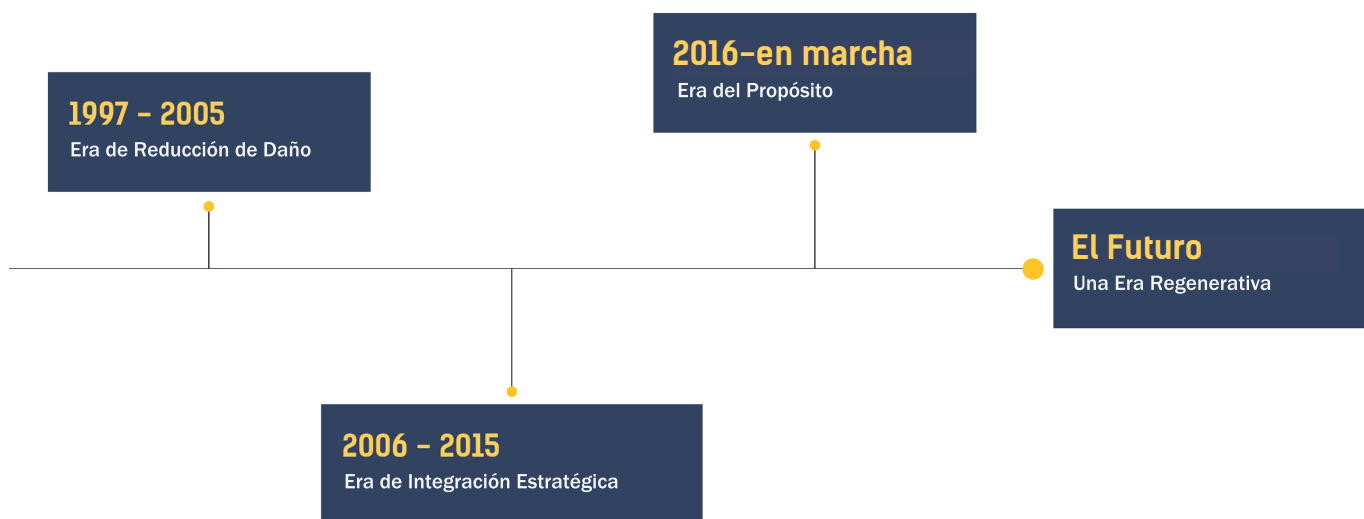 1997 - 2005
Era de Reducción de Daño
2006 - 2015
Era de Integración Estratégica
2016-en marcha
Era del Propósito
El Futuro
Una Era Regenerativa